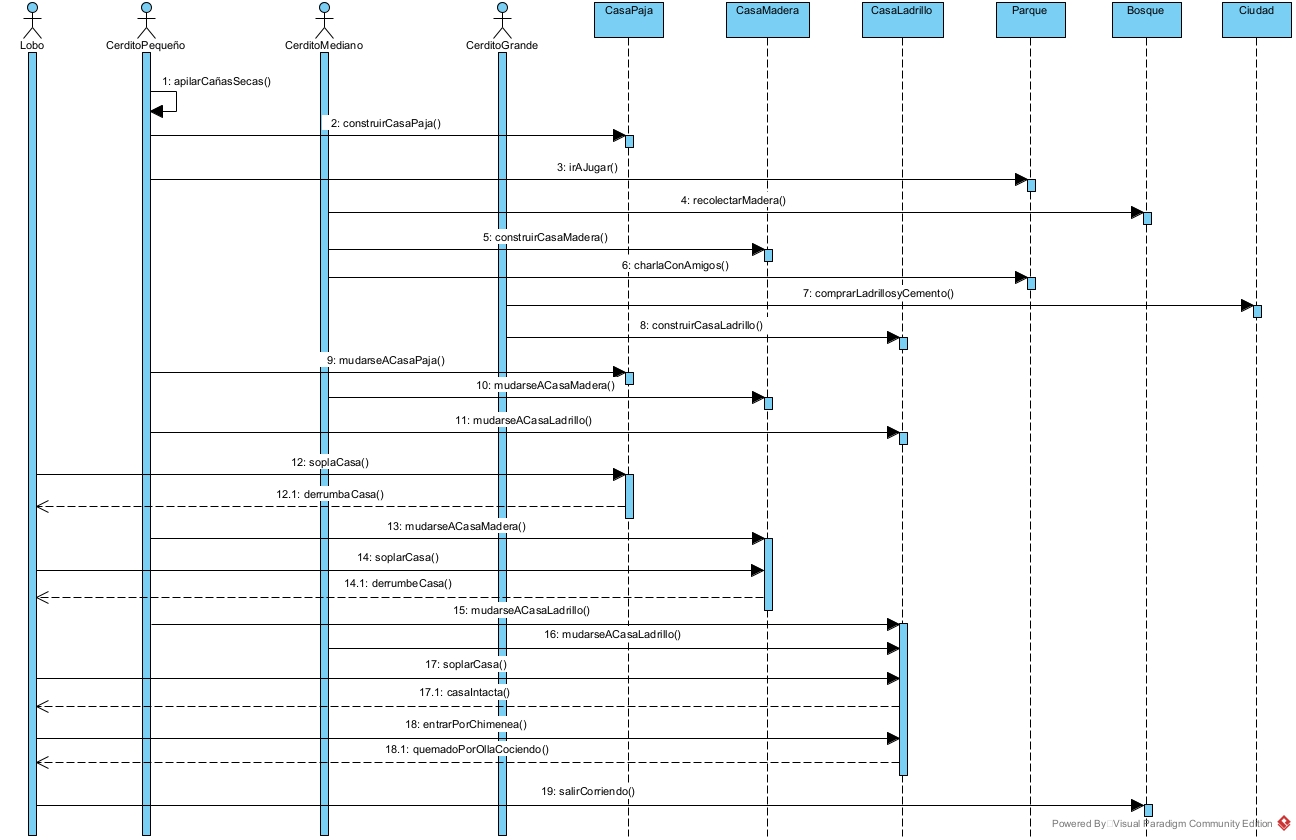 CasaPaja
CasaMadera
CasaLadrillo
Parque
Bosque
Ciudad
Lobo
CerditoPequeño
CerditoMediano
CerditoGrande
1: apilarCañasSecas()
2: construirCasaPaja()
3: irAJugar()
4: recolectarMadera()
5: construirCasaMadera()
6: charlaConAmigos()
7: comprarLadrillosyCemento()
8: construirCasaLadrillo()
9: mudarseACasaPaja()
10: mudarseACasaMadera()
11: mudarseACasaLadrillo()
12: soplaCasa()
12.1: derrumbaCasa()
13: mudarseACasaMadera()
14: soplarCasa()
14.1: derrumbeCasa()
15: mudarseACasaLadrillo()
16: mudarseACasaLadrillo()
17: soplarCasa()
17.1: casaIntacta()
18: entrarPorChimenea()
18.1: quemadoPorOllaCociendo()
19: salirCorriendo()
Powered By Visual Paradigm Community Edition